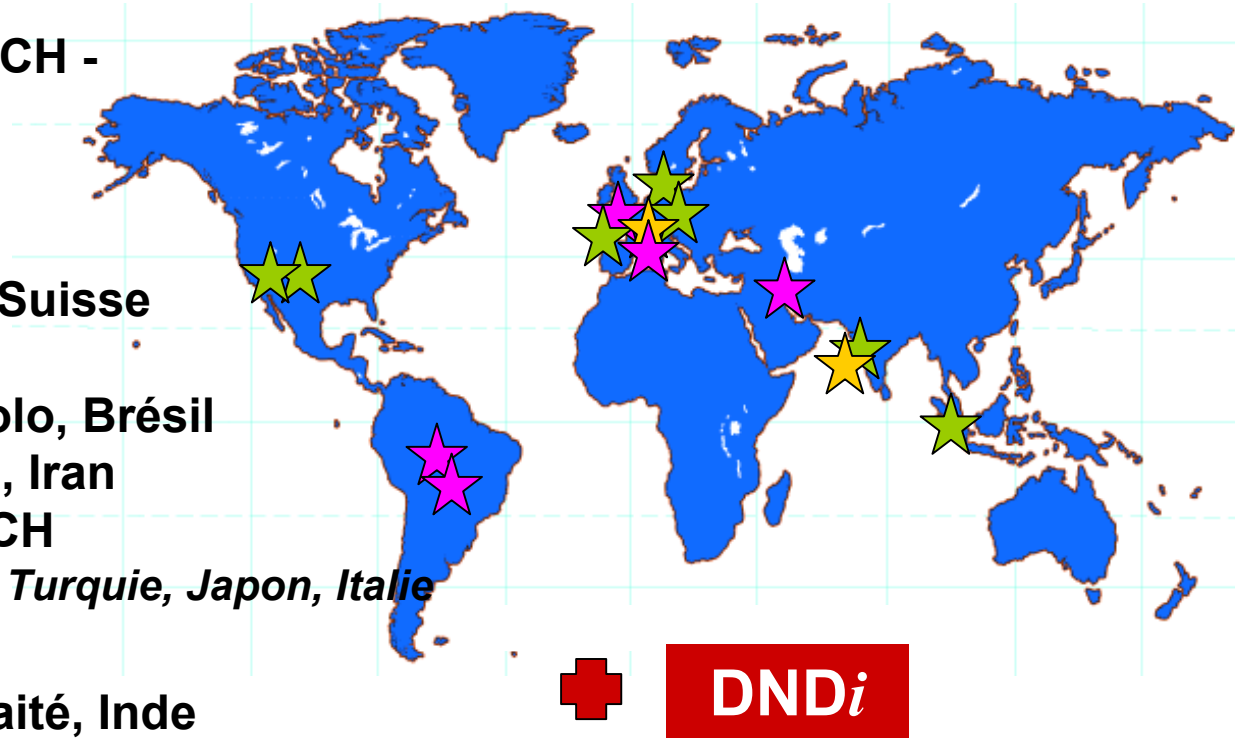 CH -
Suisse
olo, Brésil
, Iran
CH
Turquie, Japon, Italie
DNDi
aité, Inde